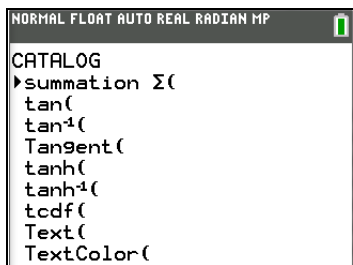 NORMAL FLOAT AUTO REAL RADIAN MP
CATALOG
▸summation Σ(
tan(
tan⁻¹(
Tangent(
tanh(
tanh⁻¹(
tcdf(
Text(
TextColor(